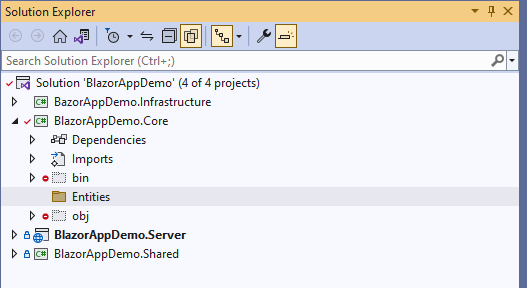 Solution Explorer
Search Solution Explorer (Ctrl+;)
Solution 'BlazorAppDemo' (4 of 4 projects)
C# BazorAppDemo.Infrastructure
C# BlazorAppDemo.Core
Dependencies
Imports
bin
Entities
obj
BlazorAppDemo.Server
C# BlazorAppDemo.Shared